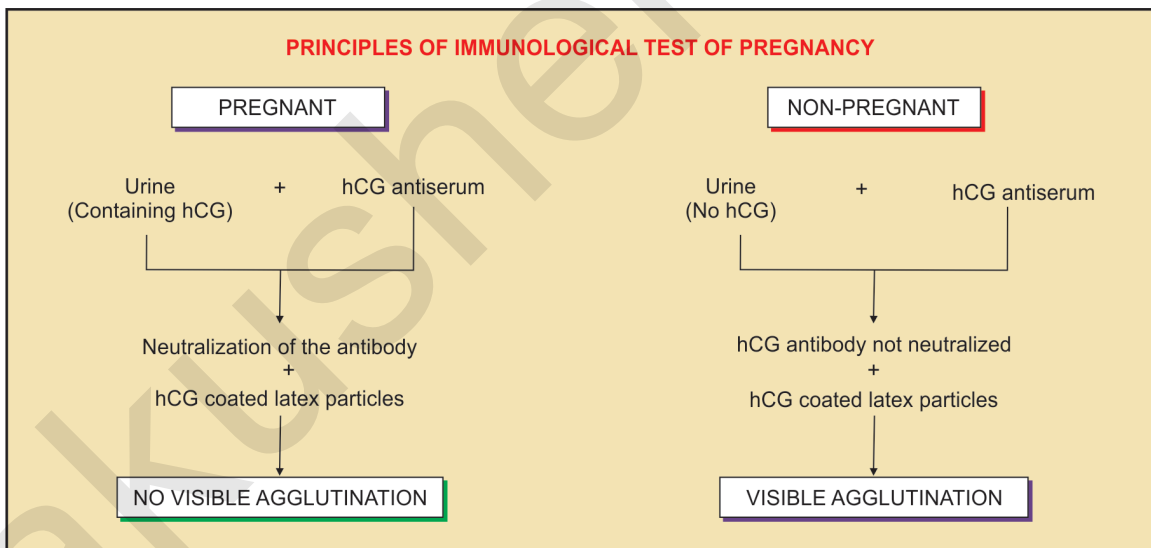 PRINCIPLES OF IMMUNOLOGICAL TEST OF PREGNANCY
PREGNANT
Urine + hCG antiserum
(Containing hCG)
Neutralization of the antibody
+
hCG coated latex particles
NO VISIBLE AGGLUTINATION
NON-PREGNANT
Urine + hCG antiserum
(No hCG)
hCG antibody not neutralized
+
hCG coated latex particles
VISIBLE AGGLUTINATION
akusher